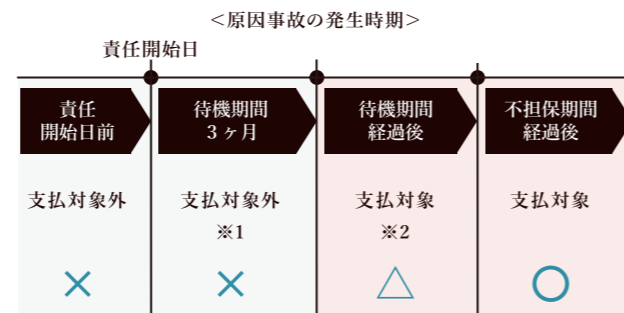 ＜原因事故の発生時期＞
責任開始日
責任
開始日前
待機期間
3ヶ月
待機期間
経過後
不担保期間
経過後
支払対象外
支払対象外
※1
支払対象
※2
支払対象
×
×
△
○